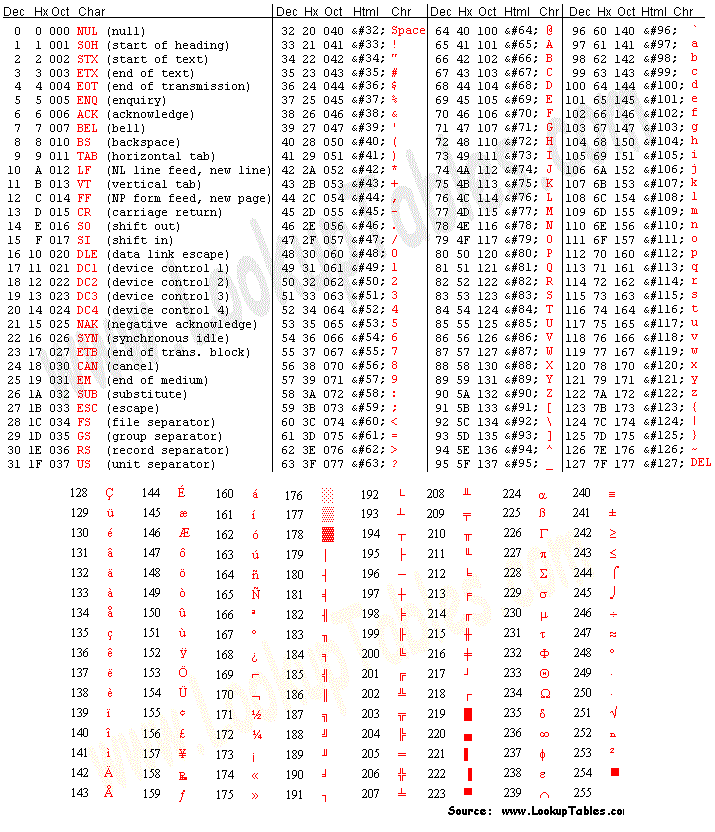 Dec Hx Oct Char Dec Hx Oct Html Chr Dec Hx Oct Html Chr Dec Hx Oct Html Chr
0 0 000 NUL (null) 32 20 040 &#32; Space 64 40 100 &#64; @ 96 60 140 &#96; `
1 1 001 SOH (start of heading) 33 21 041 &#33; ! 65 41 101 &#65; A 97 61 141 &#97; a
2 2 002 STX (start of text) 34 22 042 &#34; " 66 42 102 &#66; B 98 62 142 &#98; b
3 3 003 ETX (end of text) 35 23 043 &#35; # 67 43 103 &#67; C 99 63 143 &#99; c
4 4 004 EOT (end of transmission) 36 24 044 &#36; $ 68 44 104 &#68; D 100 64 144 &#100; d
5 5 005 ENQ (enquiry) 37 25 045 &#37; % 69 45 105 &#69; E 101 65 145 &#101; e
6 6 006 ACK (acknowledge) 38 26 046 &#38; & 70 46 106 &#70; F 102 66 146 &#102; f
7 7 007 BEL (bell) 39 27 047 &#39; ' 71 47 107 &#71; G 103 67 147 &#103; g
8 8 010 BS (backspace) 40 28 050 &#40; ( 72 48 110 &#72; H 104 68 150 &#104; h
9 9 011 TAB (horizontal tab) 41 29 051 &#41; ) 73 49 111 &#73; I 105 69 151 &#105; i
10 A 012 LF (NL line feed, new line) 42 2A 052 &#42; * 74 4A 112 &#74; J 106 6A 152 &#106; j
11 B 013 VT (vertical tab) 43 2B 053 &#43; + 75 4B 113 &#75; K 107 6B 153 &#107; k
12 C 014 FF (NP form feed, new page) 44 2C 054 &#44; , 76 4C 114 &#76; L 108 6C 154 &#108; l
13 D 015 CR (carriage return) 45 2D 055 &#45; - 77 4D 115 &#77; M 109 6D 155 &#109; m
14 E 016 SO (shift out) 46 2E 056 &#46; . 78 4E 116 &#78; N 110 6E 156 &#110; n
15 F 017 SI (shift in) 47 2F 057 &#47; / 79 4F 117 &#79; O 111 6F 157 &#111; o
16 10 020 DLE (data link escape) 48 30 060 &#48; 0 80 50 120 &#80; P 112 70 160 &#112; p
17 11 021 DC1 (device control 1) 49 31 061 &#49; 1 81 51 121 &#81; Q 113 71 161 &#113; q
18 12 022 DC2 (device control 2) 50 32 062 &#50; 2 82 52 122 &#82; R 114 72 162 &#114; r
19 13 023 DC3 (device control 3) 51 33 063 &#51; 3 83 53 123 &#83; S 115 73 163 &#115; s
20 14 024 DC4 (device control 4) 52 34 064 &#52; 4 84 54 124 &#84; T 116 74 164 &#116; t
21 15 025 NAK (negative acknowledge) 53 35 065 &#53; 5 85 55 125 &#85; U 117 75 165 &#117; u
22 16 026 SYN (synchronous idle) 54 36 066 &#54; 6 86 56 126 &#86; V 118 76 166 &#118; v
23 17 027 ETB (end of trans. block) 55 37 067 &#55; 7 87 57 127 &#87; W 119 77 167 &#119; w
24 18 030 CAN (cancel) 56 38 070 &#56; 8 88 58 130 &#88; X 120 78 170 &#120; x
25 19 031 EM (end of medium) 57 39 071 &#57; 9 89 59 131 &#89; Y 121 79 171 &#121; y
26 1A 032 SUB (substitute) 58 3A 072 &#58; : 90 5A 132 &#90; Z 122 7A 172 &#122; z
27 1B 033 ESC (escape) 59 3B 073 &#59; ; 91 5B 133 &#91; [ 123 7B 173 &#123; {
28 1C 034 FS (file separator) 60 3C 074 &#60; < 92 5C 134 &#92; \ 124 7C 174 &#124; |
29 1D 035 GS (group separator) 61 3D 075 &#61; = 93 5D 135 &#93; ] 125 7D 175 &#125; }
30 1E 036 RS (record separator) 62 3E 076 &#62; > 94 5E 136 &#94; ^ 126 7E 176 &#126; ~
31 1F 037 US (unit separator) 63 3F 077 &#63; ? 95 5F 137 &#95; _ 127 7F 177 &#127; DEL
128 Ç 144 É 160 á 176 ░ 192 └ 208 ╨ 224 α 240 ≡
129 ü 145 æ 161 í 177 ▒ 193 ┴ 209 ╤ 225 ß 241 ±
130 é 146 Æ 162 ó 178 ▓ 194 ┬ 210 ╥ 226 Γ 242 ≥
131 â 147 ô 163 ú 179 │ 195 ├ 211 ╙ 227 π 243 ≤
132 ä 148 ö 164 ñ 180 ┤ 196 ─ 212 ╘ 228 Σ 244 ⌠
133 à 149 ò 165 Ñ 181 ╡ 197 ┼ 213 ╒ 229 σ 245 ⌡
134 å 150 û 166 ª 182 ╢ 198 ╞ 214 ╓ 230 µ 246 ÷
135 ç 151 ù 167 º 183 ╖ 199 ╟ 215 ╫ 231 τ 247 ≈
136 ê 152 ÿ 168 ¿ 184 ╕ 200 ╚ 216 ╪ 232 Φ 248 °
137 ë 153 Ö 169 ⌐ 185 ╣ 201 ╔ 217 ┘ 233 Θ 249 ∙
138 è 154 Ü 170 ¬ 186 ║ 202 ╩ 218 ┌ 234 Ω 250 ·
139 ï 155 ¢ 171 ½ 187 ╗ 203 ╦ 219 █ 235 δ 251 √
140 î 156 £ 172 ¼ 188 ╝ 204 ╠ 220 ▄ 236 ∞ 252 ⁿ
141 ì 157 ¥ 173 ¡ 189 ╜ 205 ═ 221 ▌ 237 φ 253 ²
142 Ä 158 ₧ 174 « 190 ╛ 206 ╬ 222 ▐ 238 ε 254 ■
143 Å 159 ƒ 175 » 191 ┐ 207 ╧ 223 ▀ 239 ∩ 255
Source: www.LookupTables.com
www.LookupTables.com
www.LookupTables.com